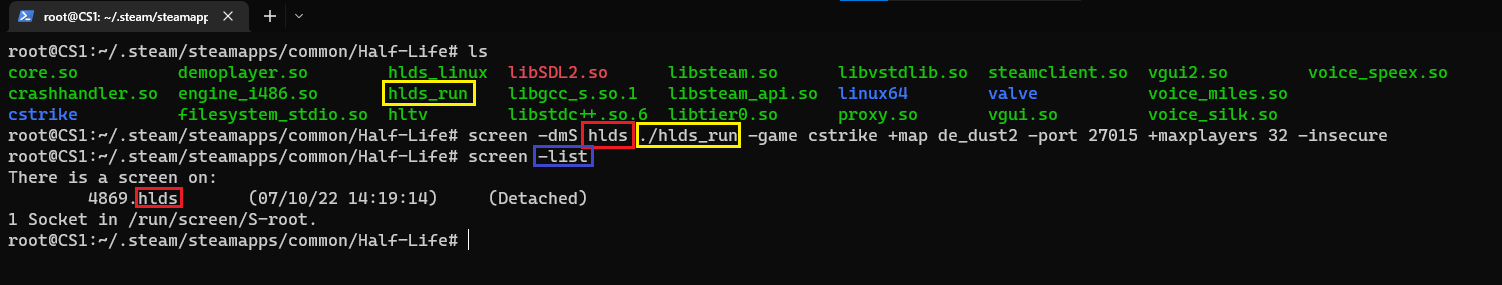 root@CS1: ~/.steam/steamapp
root@CS1:~/.steam/steamapps/common/Half-Life# ls
core.so demoplayer.so hlds_linux libSDL2.so libsteam.so libvstdlib.so steamclient.so vgui2.so voice_speex.so
crashhandler.so engine_i486.so hlds_run libgcc_s.so.1 libsteam_api.so linux64 valve voice_miles.so
cstrike filesystem_stdio.so hltv libstdc++.so.6 libtier0.so proxy.so vgui.so voice_silk.so
root@CS1:~/.steam/steamapps/common/Half-Life# screen -dmS hlds ./hlds_run -game cstrike +map de_dust2 -port 27015 +maxplayers 32 -insecure
root@CS1:~/.steam/steamapps/common/Half-Life# screen -list
There is a screen on:
4869.hlds (07/10/22 14:19:14) (Detached)
1 Socket in /run/screen/S-root.
root@CS1:~/.steam/steamapps/common/Half-Life#